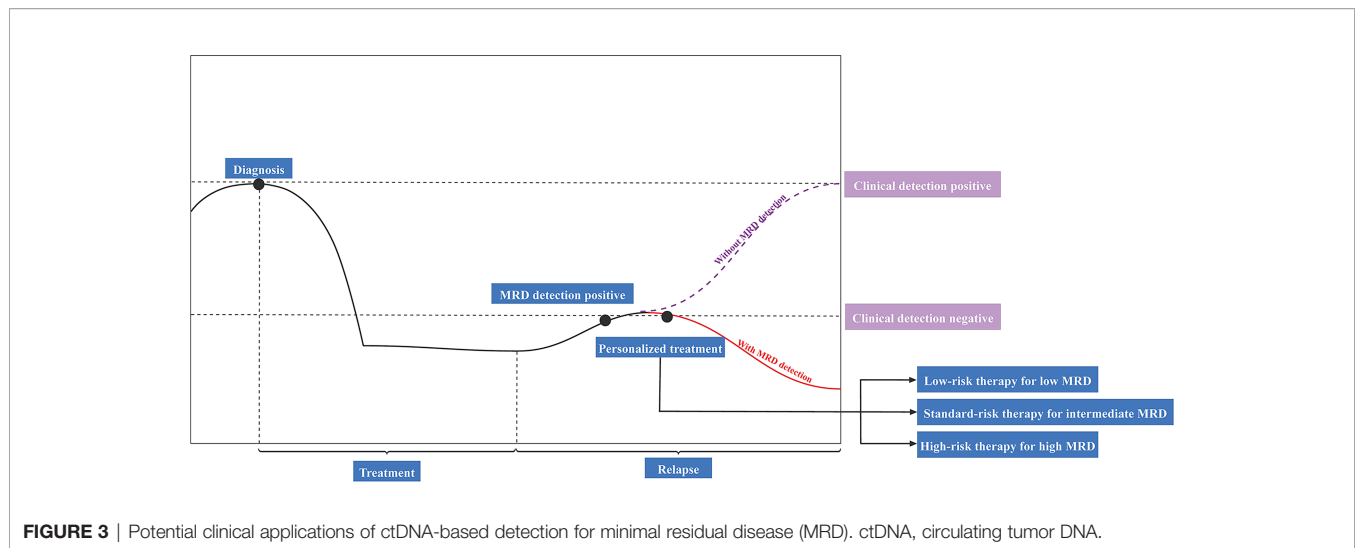 Diagnosis
Clinical detection positive
Without MRD detection
MRD detection positive
Clinical detection negative
Personalized treatment
With MRD detection
Low-risk therapy for low MRD
Standard-risk therapy for intermediate MRD
High-risk therapy for high MRD
Treatment
Relapse
FIGURE 3 | Potential clinical applications of ctDNA-based detection for minimal residual disease (MRD). ctDNA, circulating tumor DNA.